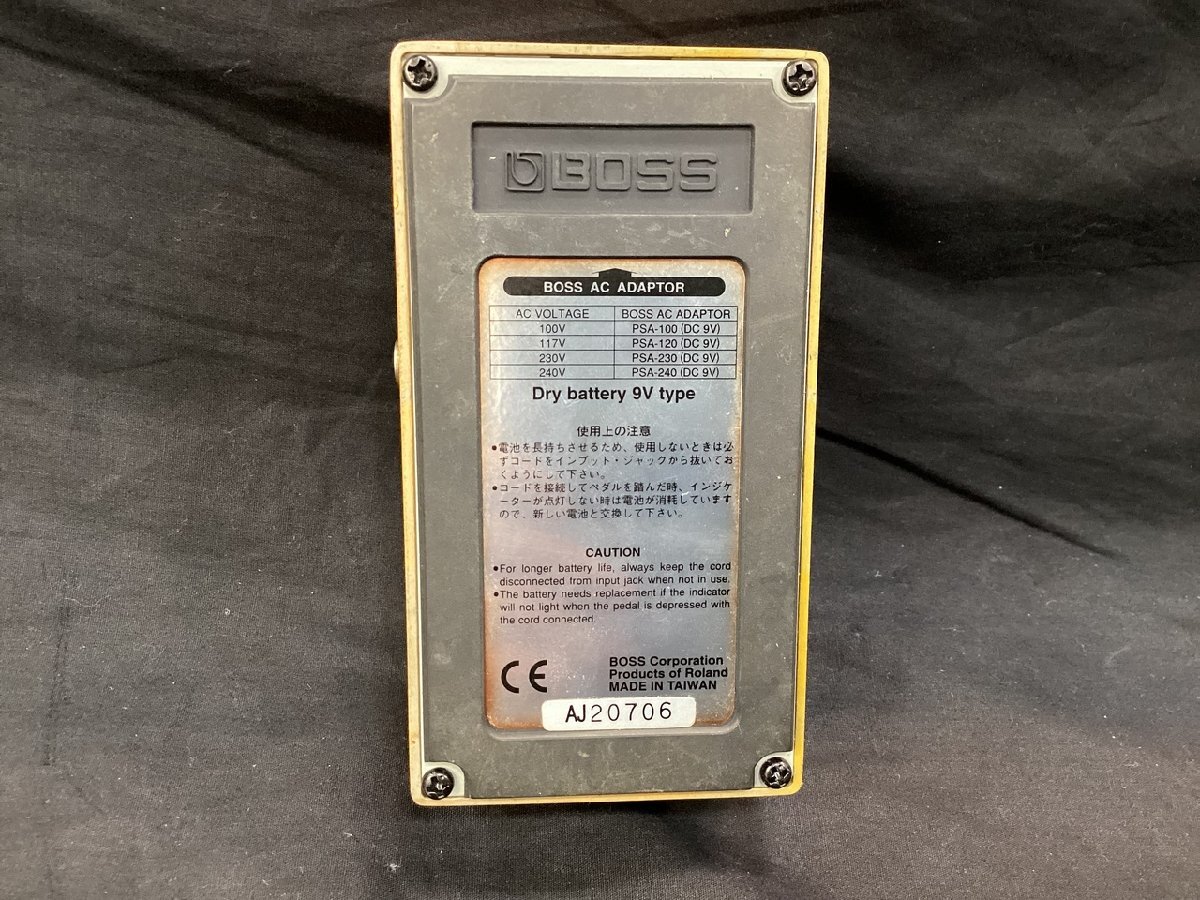 BOSS
BOSS AC ADAPTOR
AC VOLTAGE BOSS AC ADAPTOR
100V PSA-100 (DC 9V)
117V PSA-120 (DC 9V)
230V PSA-230 (DC 9V)
240V PSA-240 (DC 9V)
Dry battery 9V type
使用上の注意
●電池を長持ちさせるため、使用しないときは必
ずコードをインプット・ジャックから抜いてお
くようにして下さい。
●コードを接続してペダルを踏んだ時、インジケ
ーターが点灯しない時は電池が消耗しています
ので、新しい電池と交換して下さい。
CAUTION
●For longer battery life, always keep the cord
disconnected from input jack when not in use.
●The battery needs replacement if the indicator
will not light when the pedal is depressed with
the cord connected.
CE BOSS Corporation
Products of Roland
MADE IN TAIWAN
AJ20706